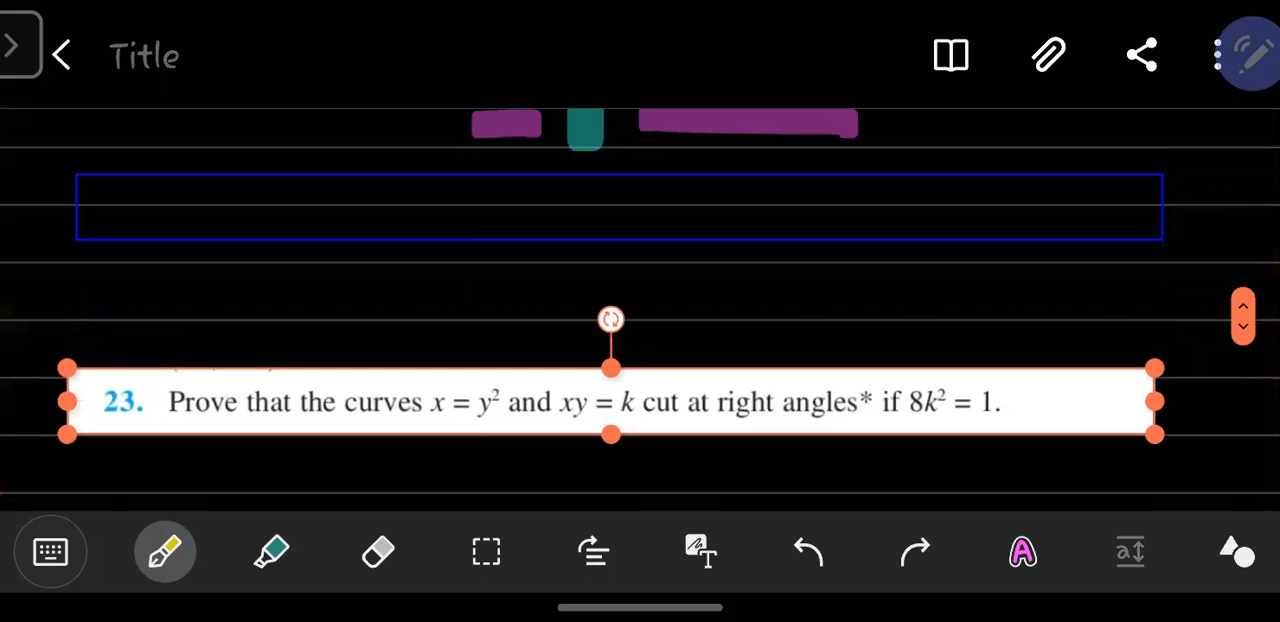 Title
23. Prove that the curves x = y² and xy = k cut at right angles* if 8k² = 1.
T
A
a